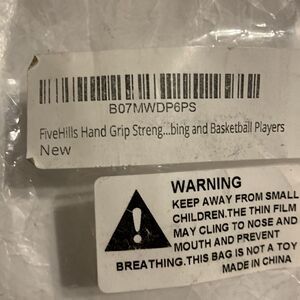 B07MWDP6PS
FiveHills Hand Grip Streng...bing and Basketball Players
New
WARNING
KEEP AWAY FROM SMALL
CHILDREN.THE THIN FILM
MAY CLING TO NOSE AND
MOUTH AND PREVENT
BREATHING.THIS BAG IS NOT A TOY
MADE IN CHINA